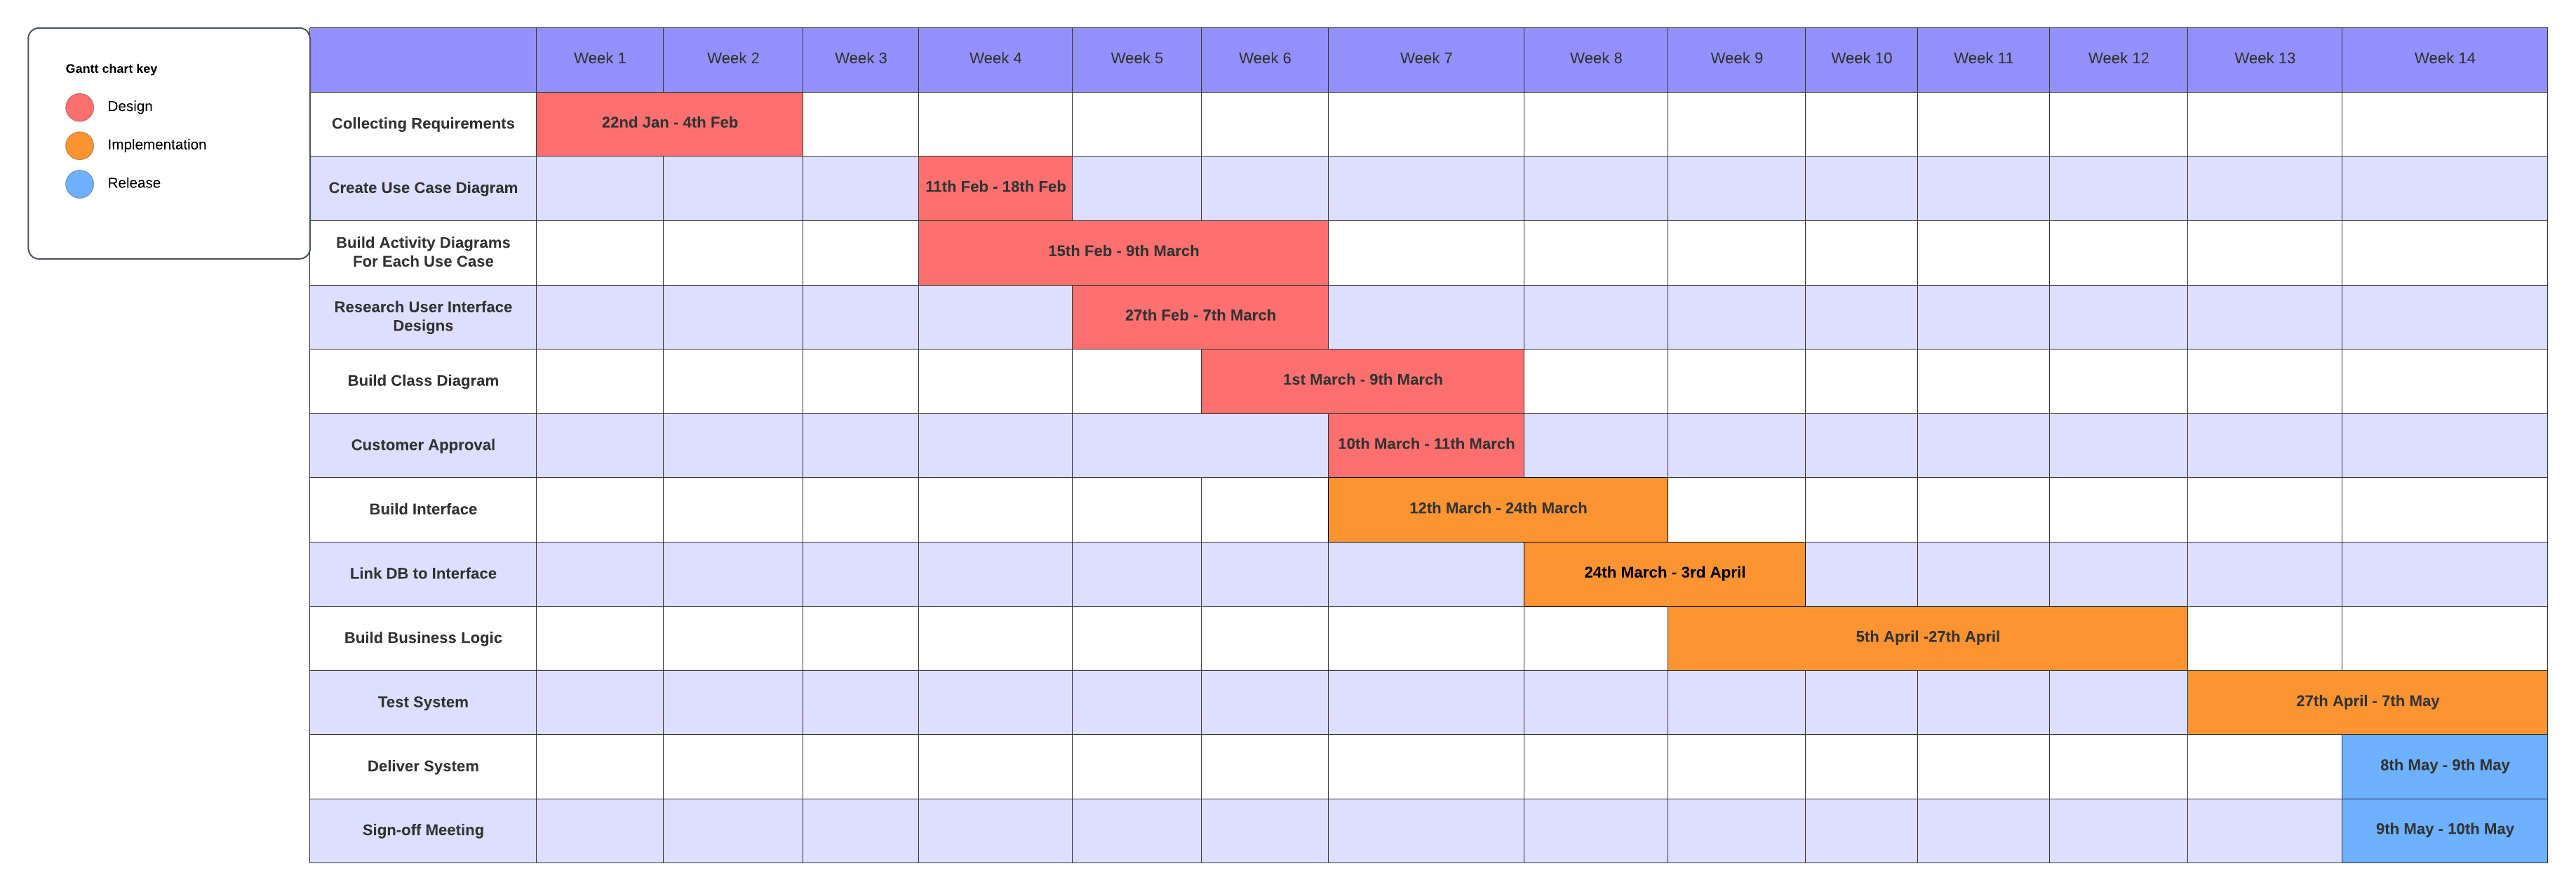 Gantt chart key
Design
Implementation
Release
Week 1
Week 2
Week 3
Week 4
Week 5
Week 6
Week 7
Week 8
Week 9
Week 10
Week 11
Week 12
Week 13
Week 14
Collecting Requirements
22nd Jan - 4th Feb
Create Use Case Diagram
11th Feb - 18th Feb
Build Activity Diagrams
For Each Use Case
15th Feb - 9th March
Research User Interface
Designs
27th Feb - 7th March
Build Class Diagram
1st March - 9th March
Customer Approval
10th March - 11th March
Build Interface
12th March - 24th March
Link DB to Interface
24th March - 3rd April
Build Business Logic
5th April -27th April
Test System
27th April - 7th May
Deliver System
8th May - 9th May
Sign-off Meeting
9th May - 10th May